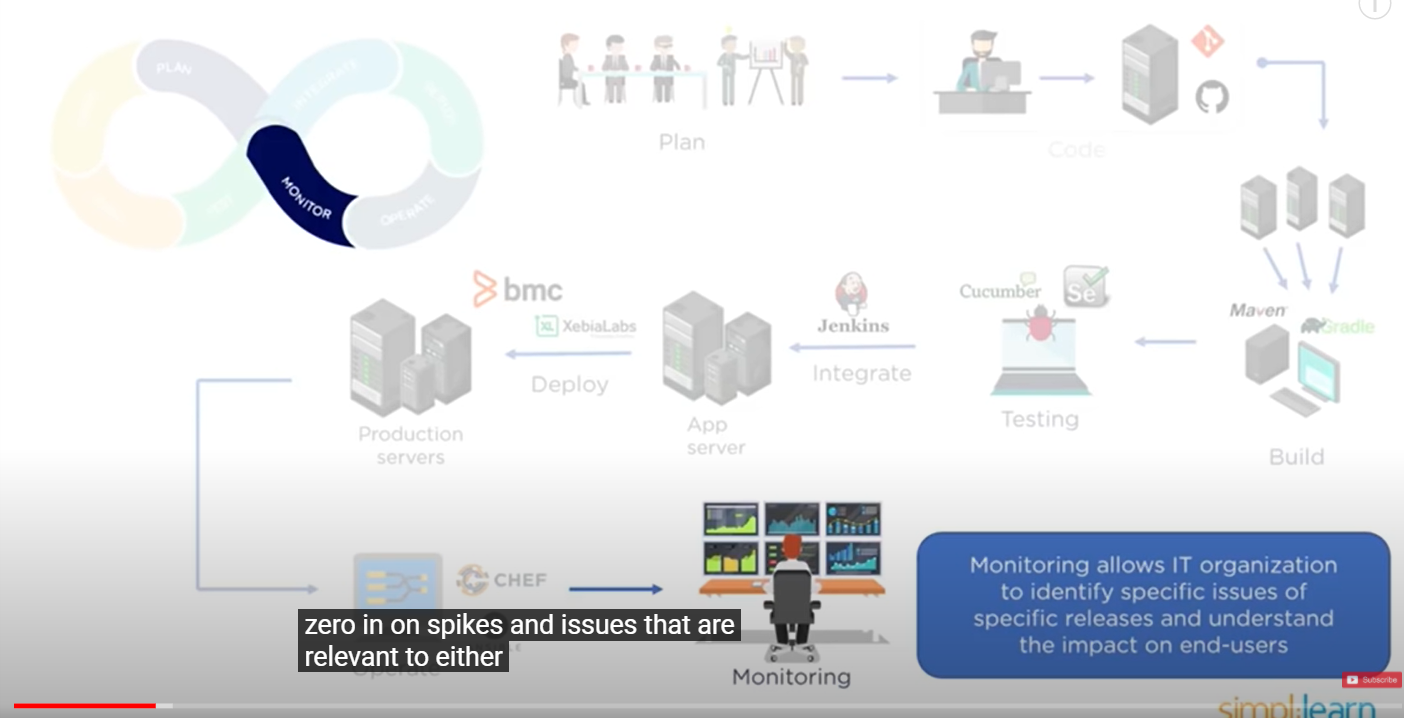 PLAN
INTEGRATE
MONITOR
OPERATE
Plan
Code
bmc
XL XebiaLabs
Deploy
Production
servers
App
server
Jenkins
Integrate
Cucumber
Se
Testing
Maven
Gradle
Build
CHEF
Operate
Monitoring
Monitoring allows IT organization
to identify specific issues of
specific releases and understand
the impact on end-users
zero in on spikes and issues that are
relevant to either
Subscribe
simplilearn